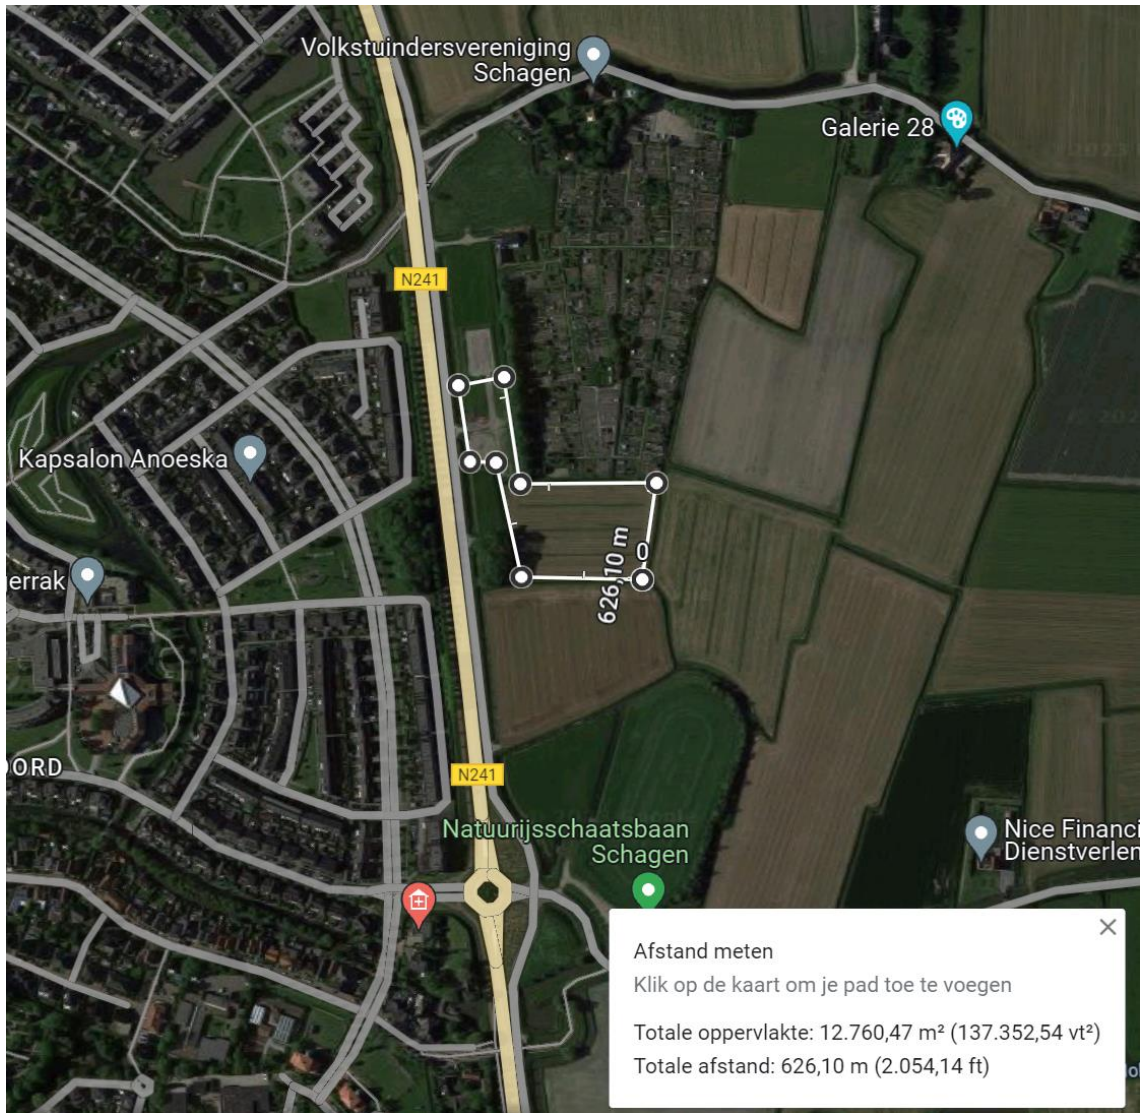 Volkstuindersvereniging
Schagen
Galerie 28
N241
Kapsalon Anoeska
errak
626,10 m
0
OORD
N241
Natuurijsschaatsbaan
Schagen
Nice Financi
Dienstverlen
Afstand meten
Klik op de kaart om je pad toe te voegen
Totale oppervlakte: 12.760,47 m² (137.352,54 vt²)
Totale afstand: 626,10 m (2.054,14 ft)